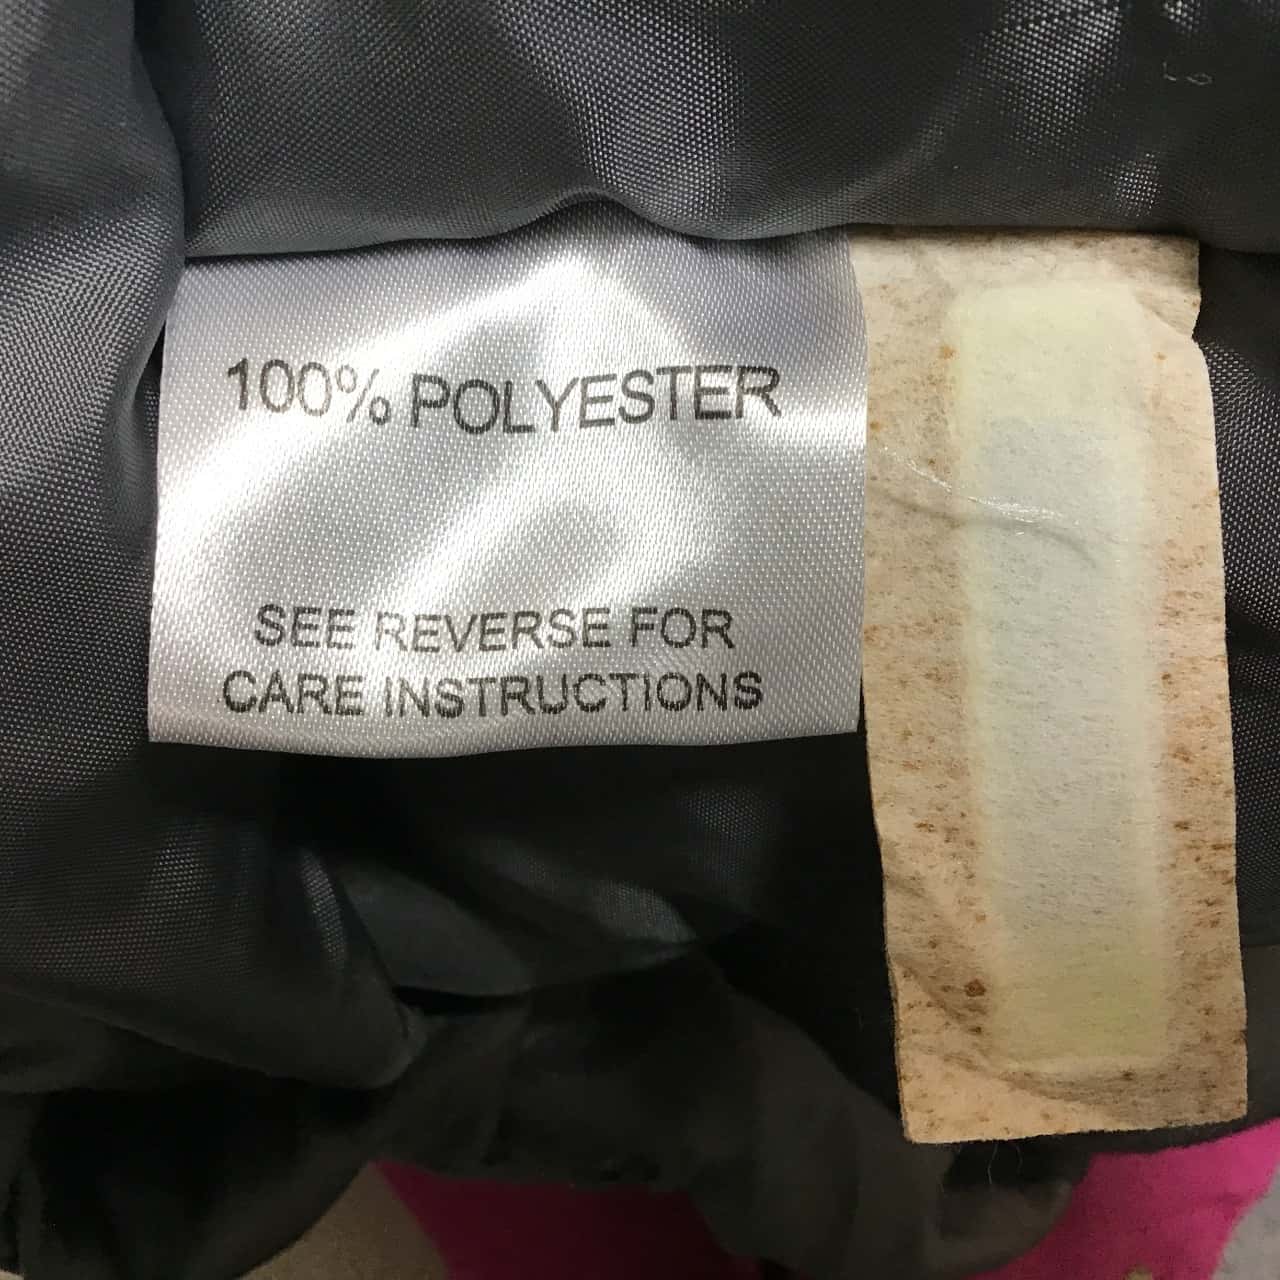 100% POLYESTER
SEE REVERSE FOR
CARE INSTRUCTIONS